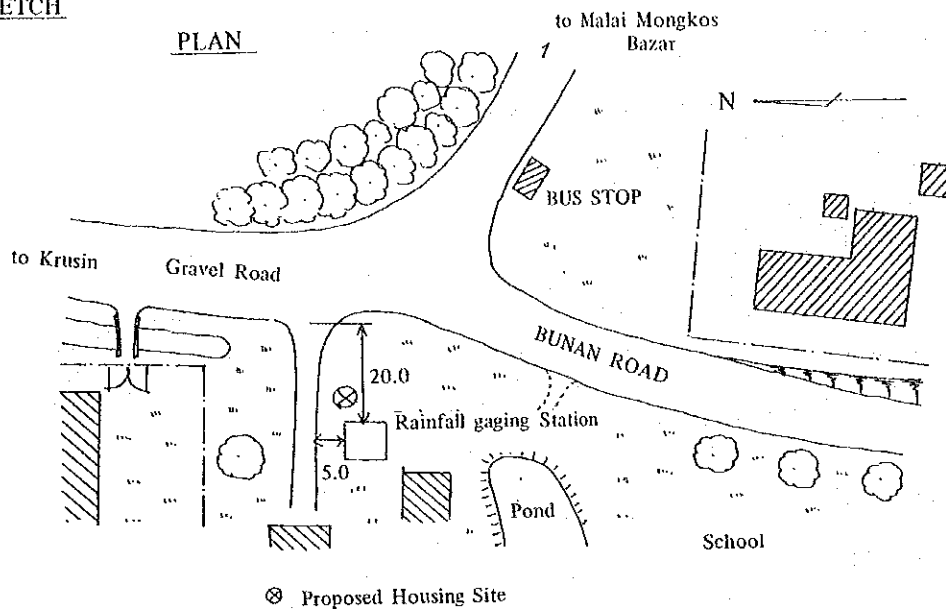 ETCH
PLAN
to Malai Mongkos
Bazar
N
BUS STOP
to Krusin
Gravel Road
BUNAN ROAD
20.0
Rainfall gaging Station
5.0
Pond
School
Proposed Housing Site